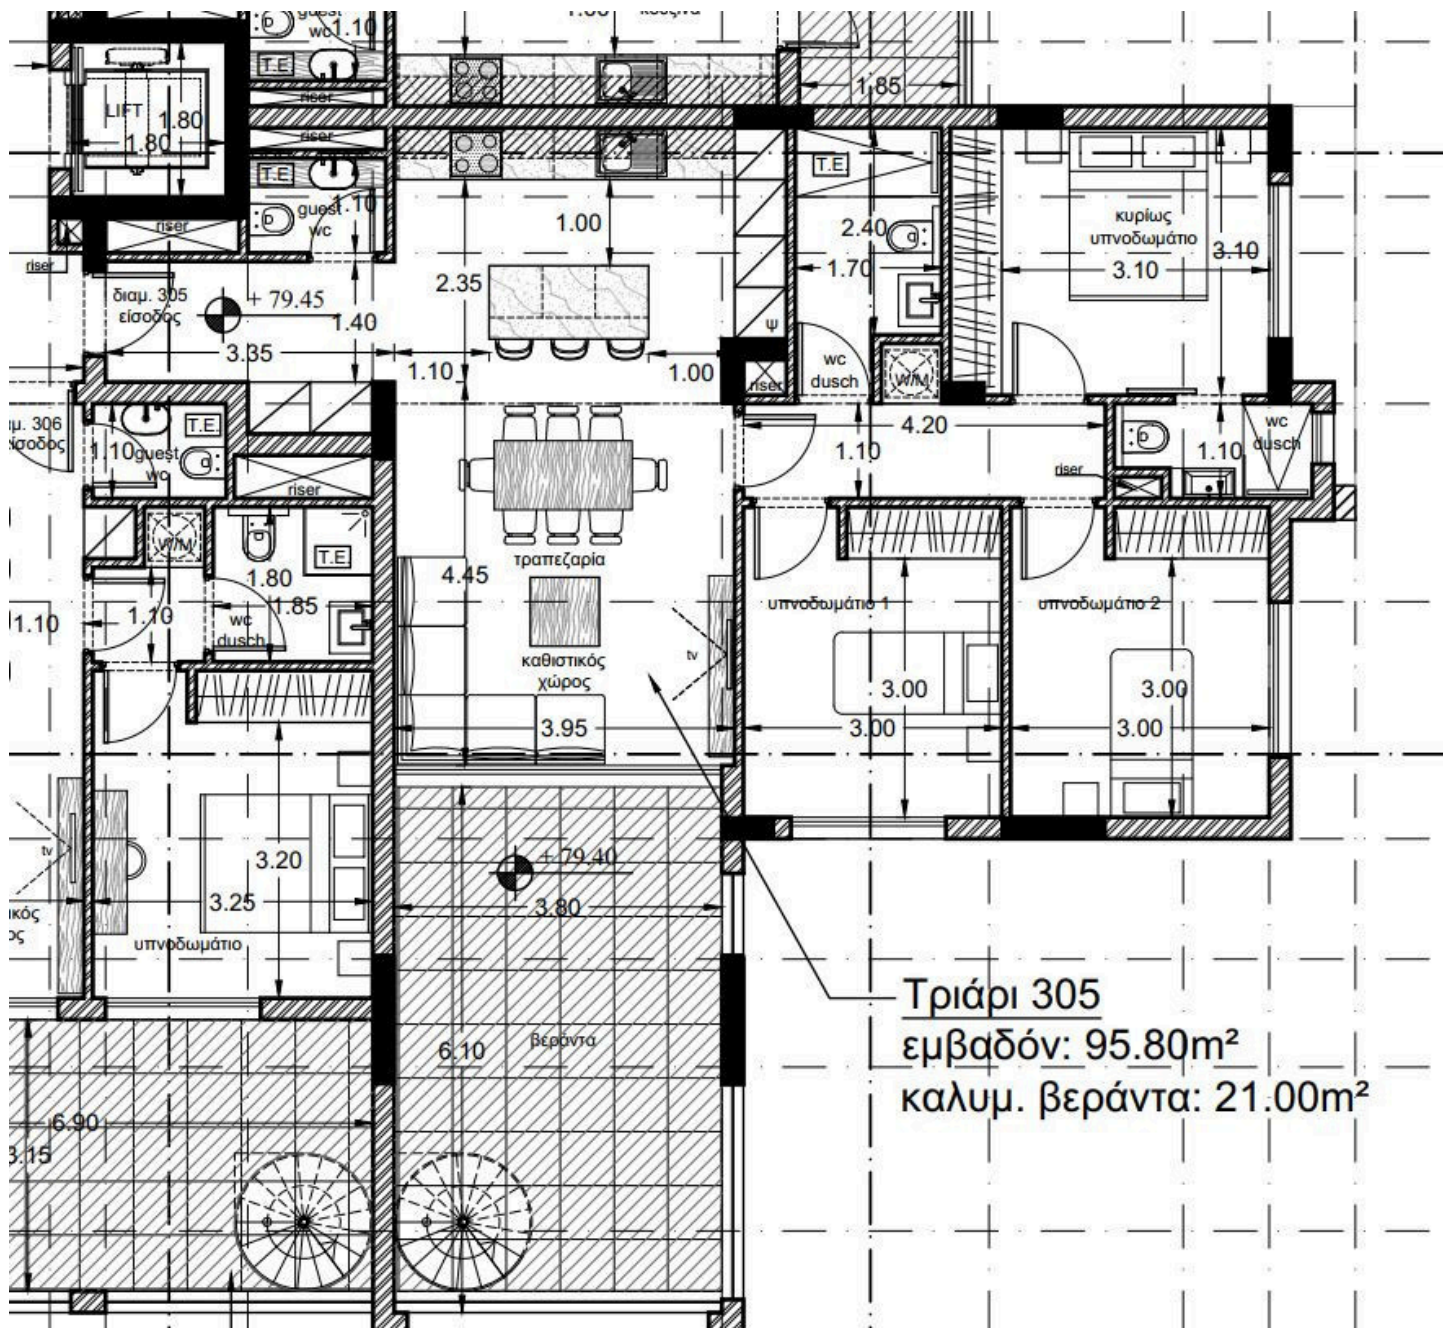 guest
wc
1.10
T.E.
riser
LIFT
1.80
1.80
1.85
riser
T.E.
1.10
guest
wc
riser
riser
1.00
2.35
2.40
1.70
T.E.
κυρίως
υπνοδωμάτιο
3.10
3.10
διαμ. 305
είσοδος
+ 79.45
1.40
3.35
1.10
1.00
ψ
riser
wc
dusch
W/M
4.20
1.10
1.10
wc
dusch
riser
306
1.10
guest
wc
T.E.
riser
W/M
T.E.
1.80
1.85
wc
dusch
1.10
1.10
τραπεζαρία
4.45
καθιστικός
χώρος
tv
3.95
υπνοδωμάτιο 1
3.00
3.00
υπνοδωμάτιο 2
3.00
3.00
tv
3.20
3.25
υπνοδωμάτιο
+ 79.40
3.80
6.10
βεράντα
6.90
3.15
Τριάρι 305
εμβαδόν: 95.80m²
καλυμ. βεράντα: 21.00m²